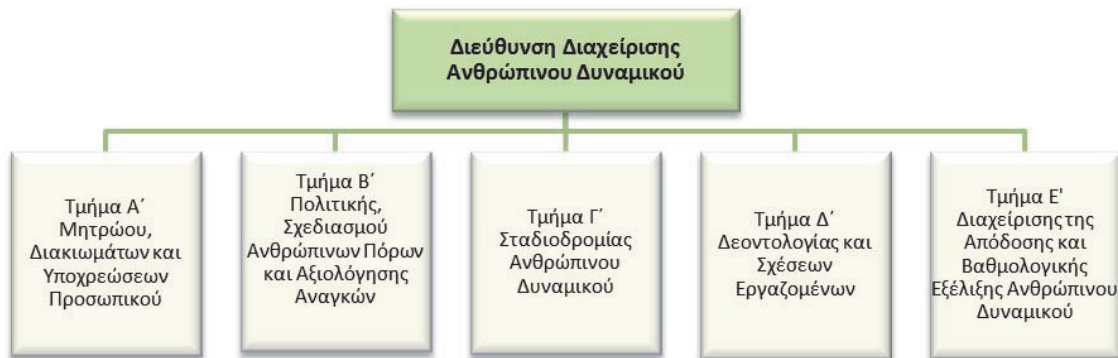 Διεύθυνση Διαχείρισης
Ανθρώπινου Δυναμικού
Τμήμα Α΄
Μητρώου,
Διακιωμάτων και
Υποχρεώσεων
Προσωπικού
Τμήμα Β΄
Πολιτικής,
Σχεδιασμού
Ανθρώπινων Πόρων
και Αξιολόγησης
Αναγκών
Τμήμα Γ΄
Σταδιοδρομίας
Ανθρώπινου
Δυναμικού
Τμήμα Δ΄
Δεοντολογίας και
Σχέσεων
Εργαζομένων
Τμήμα Ε'
Διαχείρισης της
Απόδοσης και
Βαθμολογικής
Εξέλιξης Ανθρώπινου
Δυναμικού